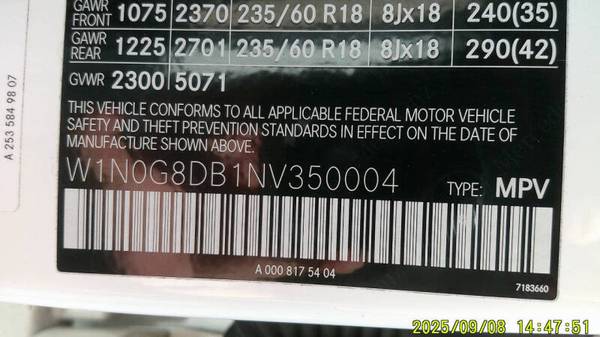 GAWR FRONT 1075 2370 235/60 R18 8Jx18 240(35)
GAWR REAR 1225 2701 235/60 R18 8Jx18 290(42)
GVWR 2300 5071
THIS VEHICLE CONFORMS TO ALL APPLICABLE FEDERAL MOTOR VEHICLE
SAFETY AND THEFT PREVENTION STANDARDS IN EFFECT ON THE DATE OF
MANUFACTURE SHOWN ABOVE.
W1N0G8DB1NV350004 TYPE: MPV
A 000 817 54 04
7183660
A 253 584 98 07
2025/09/08 14:47:51